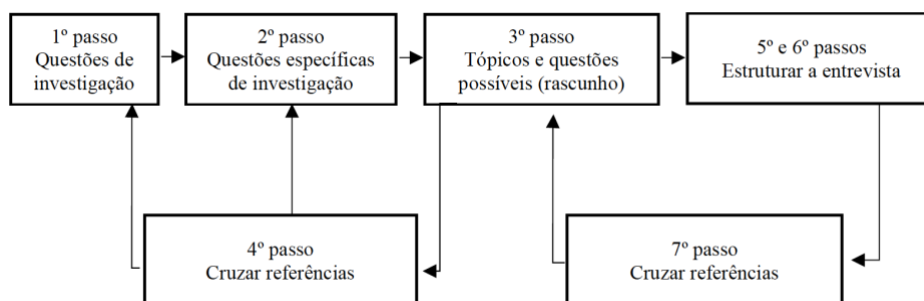 1º passo
Questões de
investigação
2º passo
Questões específicas
de investigação
3º passo
Tópicos e questões
possíveis (rascunho)
5º e 6º passos
Estruturar a entrevista
4º passo
Cruzar referências
7º passo
Cruzar referências